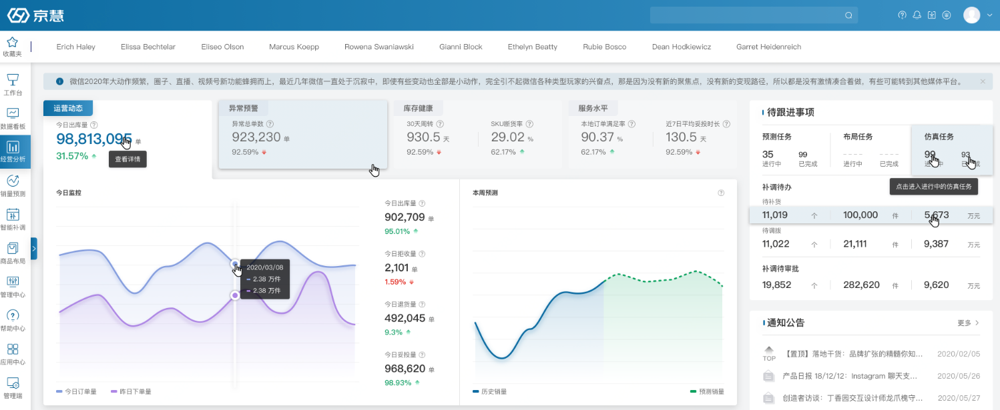 京慧
收藏夹
Erich Haley Elissa Bechtelar Eliseo Olson Marcus Koepp Rowena Swaniawski Gianni Block Ethelyn Beatty Rubie Bosco Dean Hodkiewicz Garret Heidenreich
工作台
数据看板
经营分析
销量预测
智能补调
商品布局
管理中心
帮助中心
应用中心
管理端
微信2020年大动作频繁，圈子、直播、视频号新功能蜂拥而上，最近几年微信一直处于沉寂中，即使有些变动也全部是小动作，完全引不起微信各种类型玩家的兴奋点，那是因为没有新的聚焦点，没有新的变现路径，所以都是没有激情凑合着做，有些可能转到其他媒体平台。
运营动态
今日出库量
98,813,095 单
31.57%
查看详情
异常预警
异常总单数
923,230 单
92.59%
库存健康
30天周转
930.5 天
92.59%
SKU断货率
29.02 %
62.17%
服务水平
本地订单满足率
90.37 %
62.17%
近7日平均妥投时长
130.5 天
92.59%
今日监控
2020/03/08
2.38 万件
2.38 万件
今日订单量 昨日下单量
今日出库量
902,709 单
95.01%
今日拒收量
2,101 单
1.59%
今日退货量
492,045 单
9.3%
今日妥投量
968,620 单
98.93%
本周预测
历史销量 预测销量
待跟进事项
预测任务 布局任务 仿真任务
35 99 ---- ---- 99 93
进行中 已完成 进行中 已完成
点击进入进行中的仿真任务
补调待办
待补货
11,019 个 100,000 件 5,673 万元
待调拨
11,022 个 21,111 件 9,387 万元
补调待审批
19,852 个 282,620 件 9,620 万元
通知公告 更多
TOP 【置顶】落地干货：品牌扩张的精髓你知... 2020/02/05
产品日报 18/12/12：Instagram 聊天支... 2020/05/26
创造者访谈：丁香园交互设计师龙爪槐守... 2020/05/27